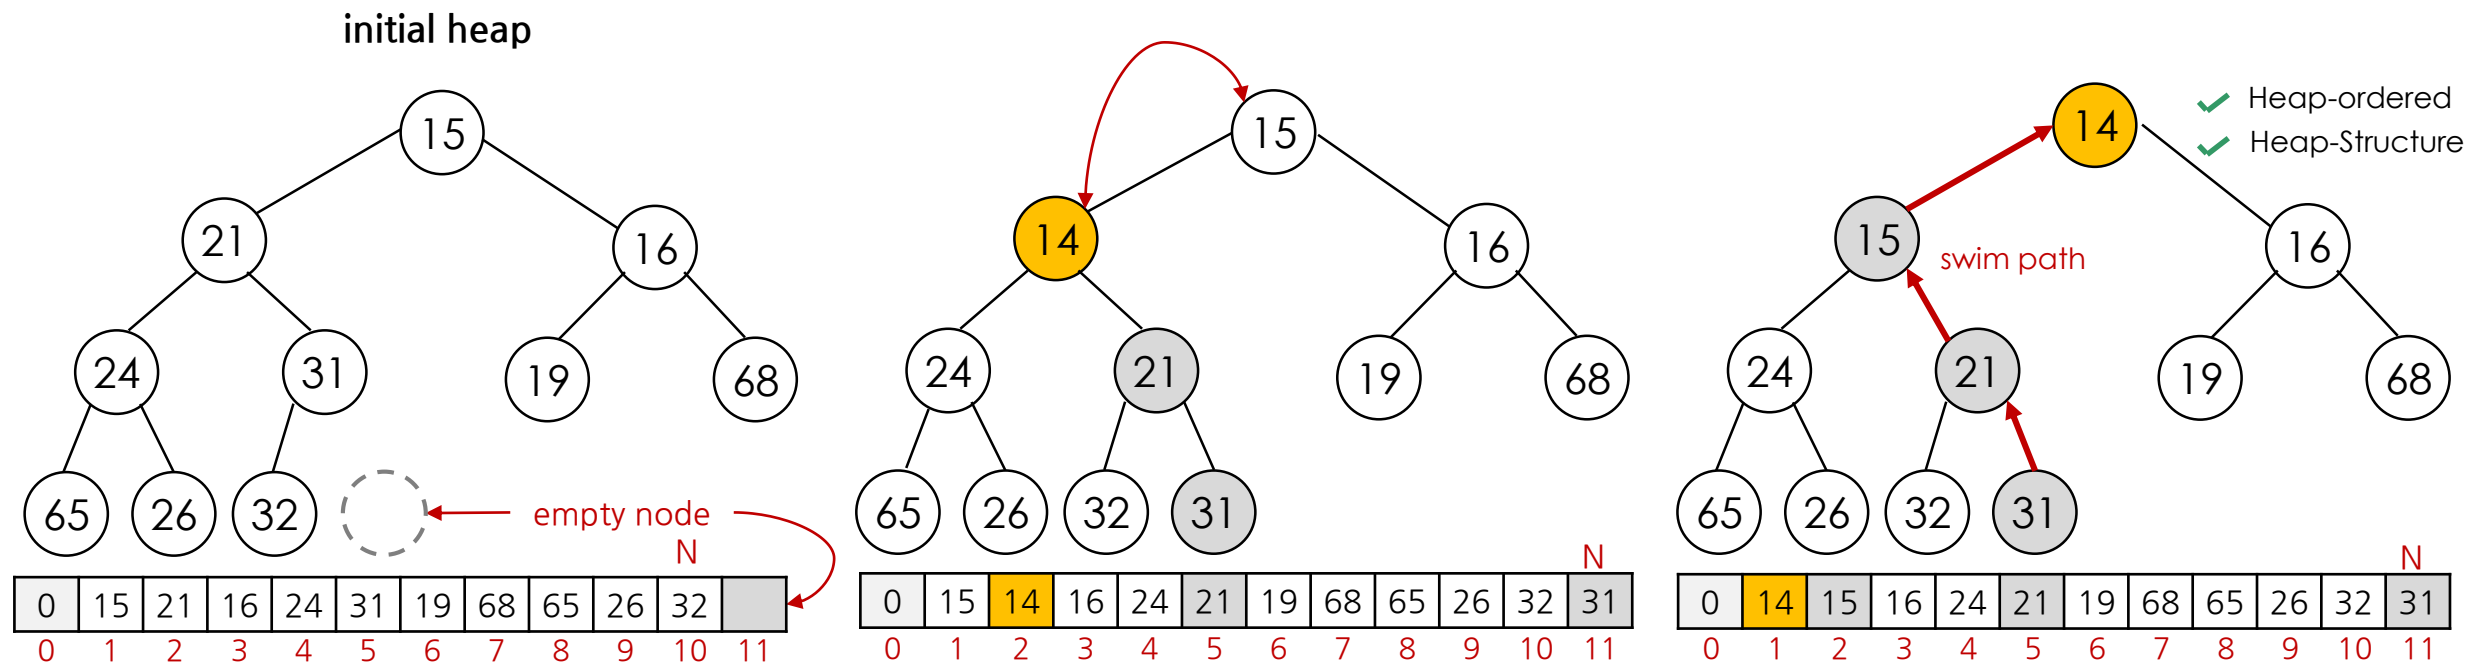 initial heap
15
21
16
24
31
19
68
65
26
32
empty node
N
0 15 21 16 24 31 19 68 65 26 32
0 1 2 3 4 5 6 7 8 9 10 11
15
14
16
24
21
19
68
65
26
32
31
N
0 15 14 16 24 21 19 68 65 26 32 31
0 1 2 3 4 5 6 7 8 9 10 11
Heap-ordered
Heap-Structure
14
15
16
swim path
24
21
19
68
65
26
32
31
N
0 14 15 16 24 21 19 68 65 26 32 31
0 1 2 3 4 5 6 7 8 9 10 11